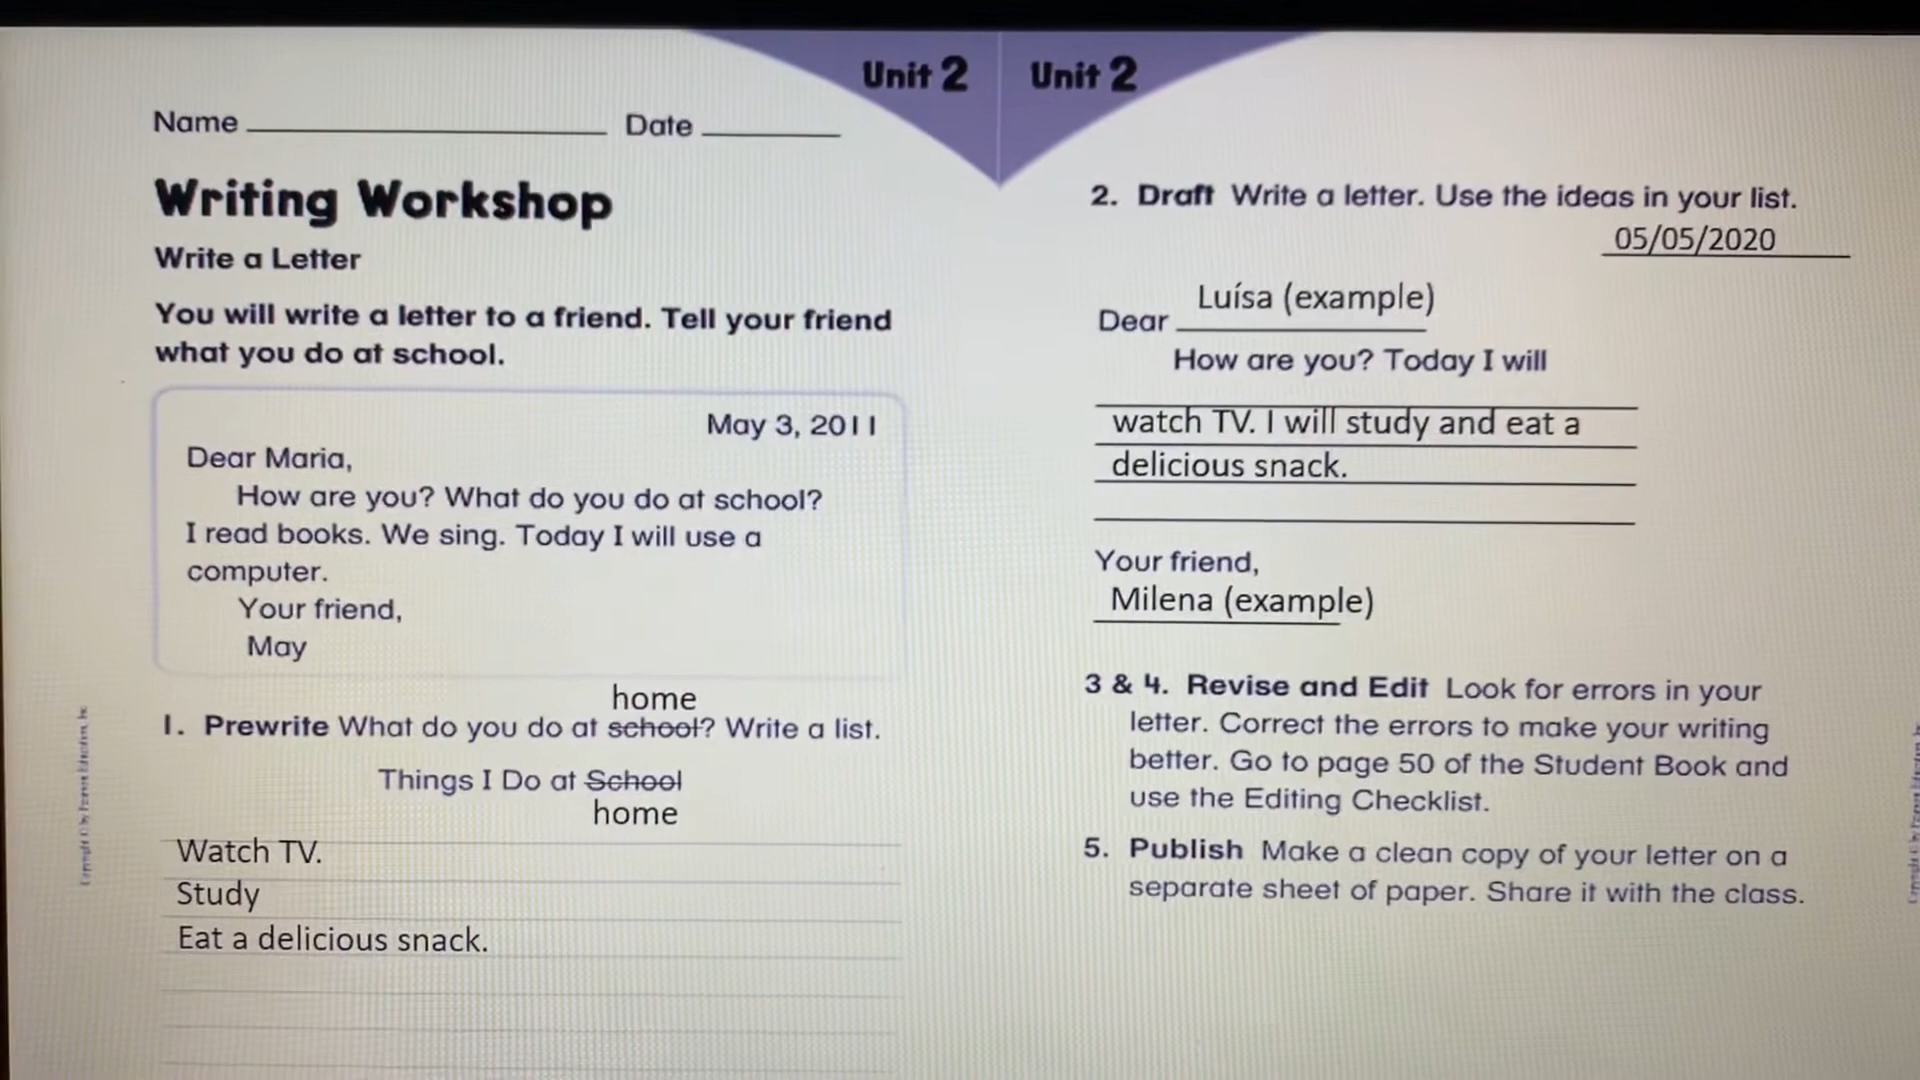 Unit 2
Unit 2
Name
Date
Writing Workshop
Write a Letter
You will write a letter to a friend. Tell your friend
what you do at school.
May 3, 2011
Dear Maria,
How are you? What do you do at school?
I read books. We sing. Today I will use a
computer.
Your friend,
May
home
1. Prewrite What do you do at school? Write a list.
Things I Do at School
home
Watch TV.
Study
Eat a delicious snack.
2. Draft Write a letter. Use the ideas in your list.
05/05/2020
Luísa (example)
Dear
How are you? Today I will
watch TV. I will study and eat a
delicious snack.
Your friend,
Milena (example)
3 & 4. Revise and Edit Look for errors in your
letter. Correct the errors to make your writing
better. Go to page 50 of the Student Book and
use the Editing Checklist.
5. Publish Make a clean copy of your letter on a
separate sheet of paper. Share it with the class.